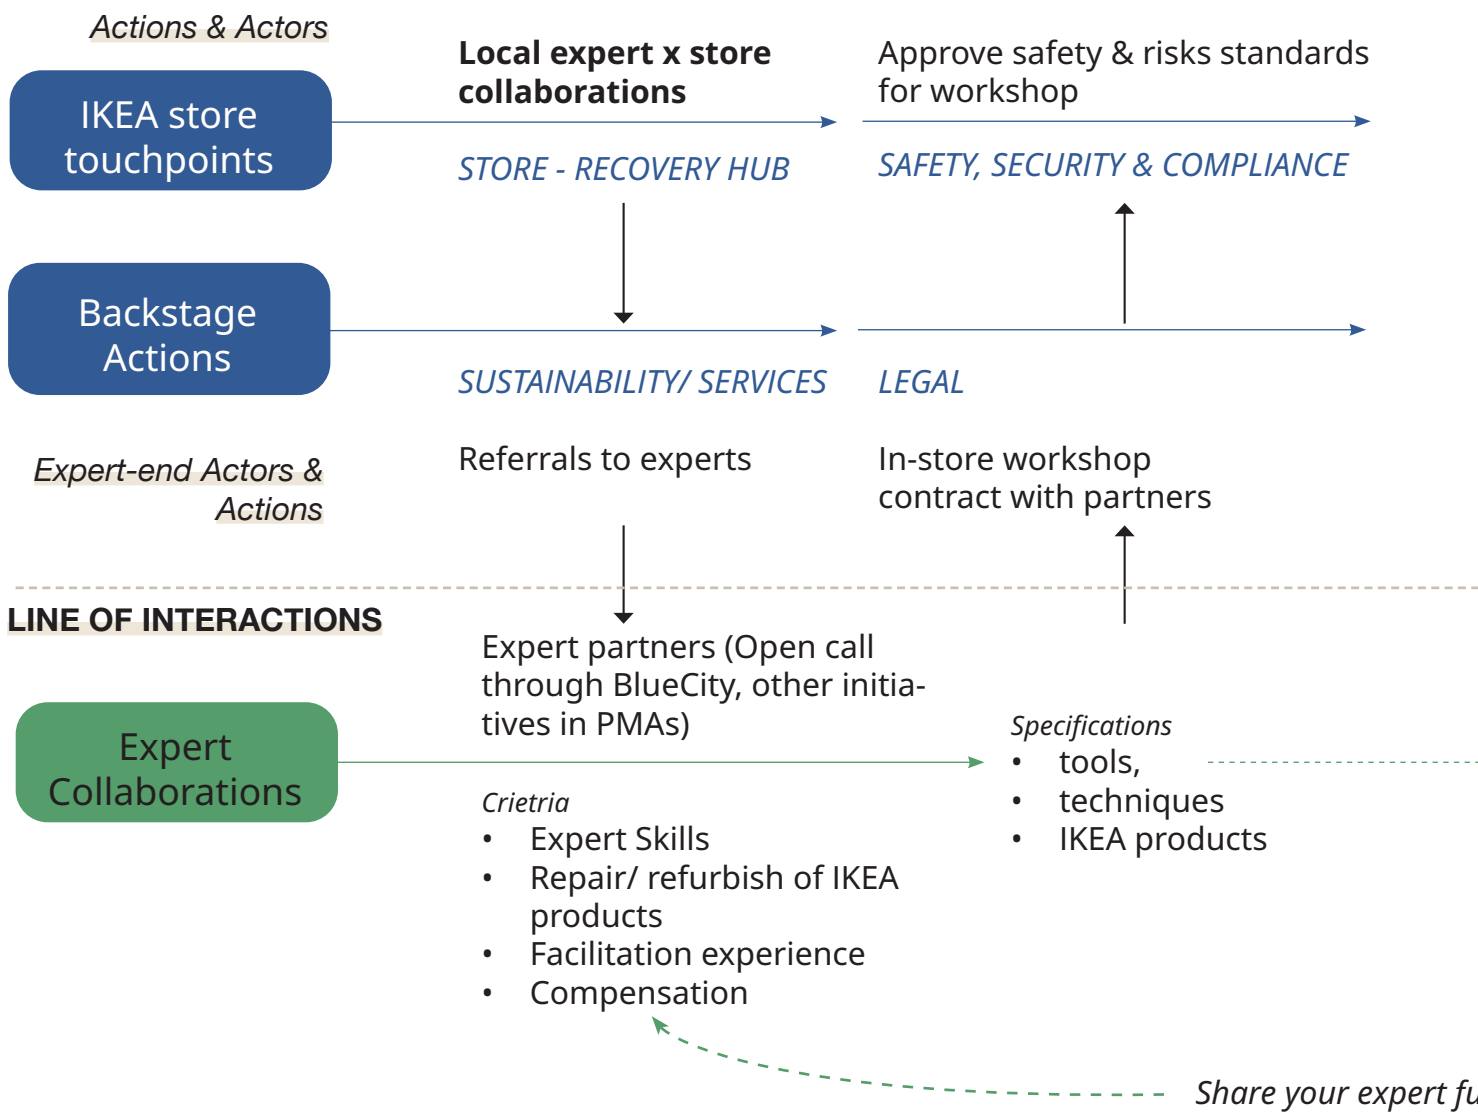 Actions & Actors
IKEA store
touchpoints
Local expert x store
collaborations
STORE - RECOVERY HUB
Approve safety & risks standards
for workshop
SAFETY, SECURITY & COMPLIANCE
Backstage
Actions
SUSTAINABILITY/ SERVICES
LEGAL
Expert-end Actors &
Actions
Referrals to experts
In-store workshop
contract with partners
LINE OF INTERACTIONS
Expert partners (Open call
through BlueCity, other initia-
tives in PMAs)
Expert
Collaborations
Crietria
• Expert Skills
• Repair/ refurbish of IKEA
products
• Facilitation experience
• Compensation
Specifications
• tools,
• techniques
• IKEA products
Share your expert fu